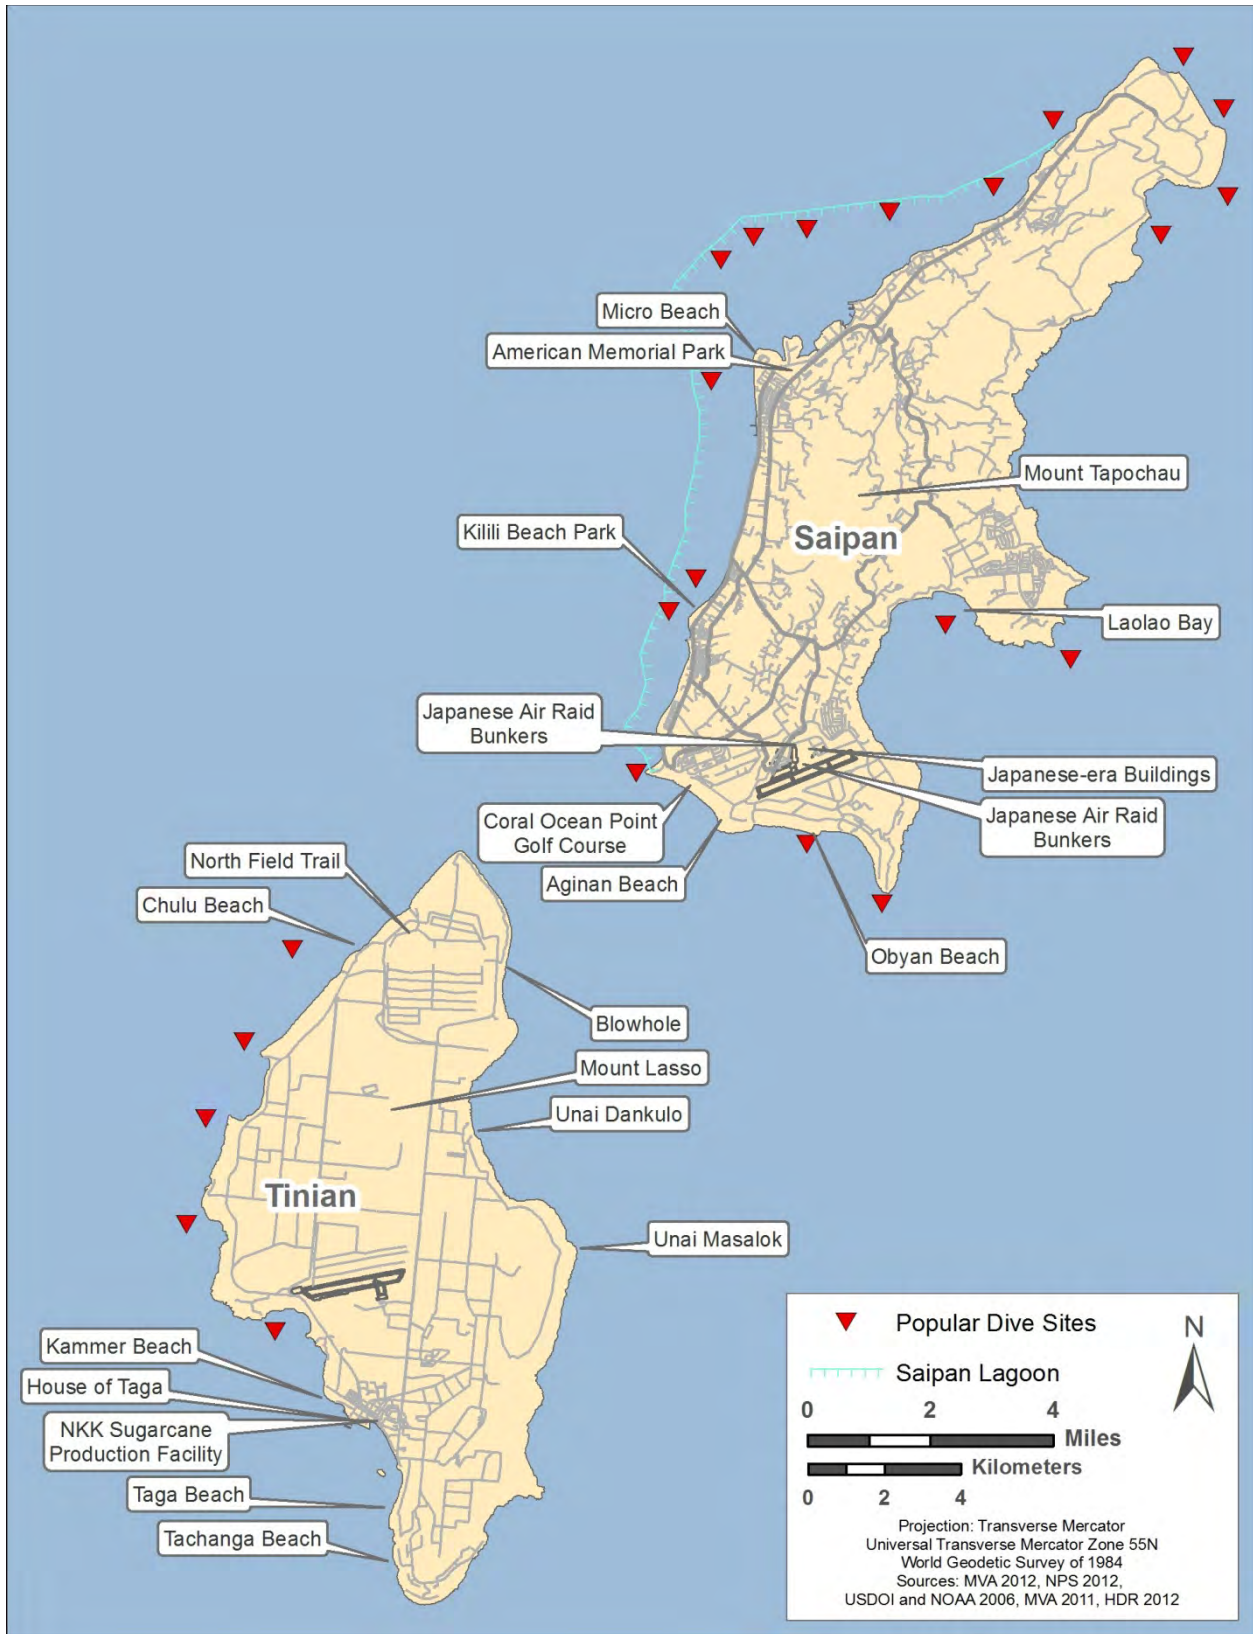 Micro Beach
American Memorial Park
Mount Tapochau
Kilili Beach Park
Saipan
Laolao Bay
Japanese Air Raid
Bunkers
Japanese-era Buildings
Coral Ocean Point
Golf Course
Japanese Air Raid
Bunkers
Aginan Beach
Obyan Beach
North Field Trail
Chulu Beach
Blowhole
Mount Lasso
Unai Dankulo
Tinian
Unai Masalok
Kammer Beach
House of Taga
NKK Sugarcane
Production Facility
Taga Beach
Tachanga Beach
Popular Dive Sites
Saipan Lagoon
N
0 2 4
Miles
Kilometers
0 2 4
Projection: Transverse Mercator
Universal Transverse Mercator Zone 55N
World Geodetic Survey of 1984
Sources: MVA 2012, NPS 2012,
USDOI and NOAA 2006, MVA 2011, HDR 2012